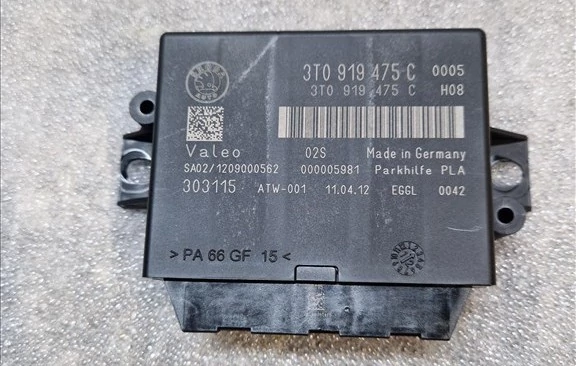 3T0 919 475 C 0005
3T0 919 475 C H08
Valeo 02S Made in Germany
SA02/1209000562 000005981 Parkhilfe PLA
303115 ATW-001 11.04.12 EGGL 0042
> PA 66 GF 15 <